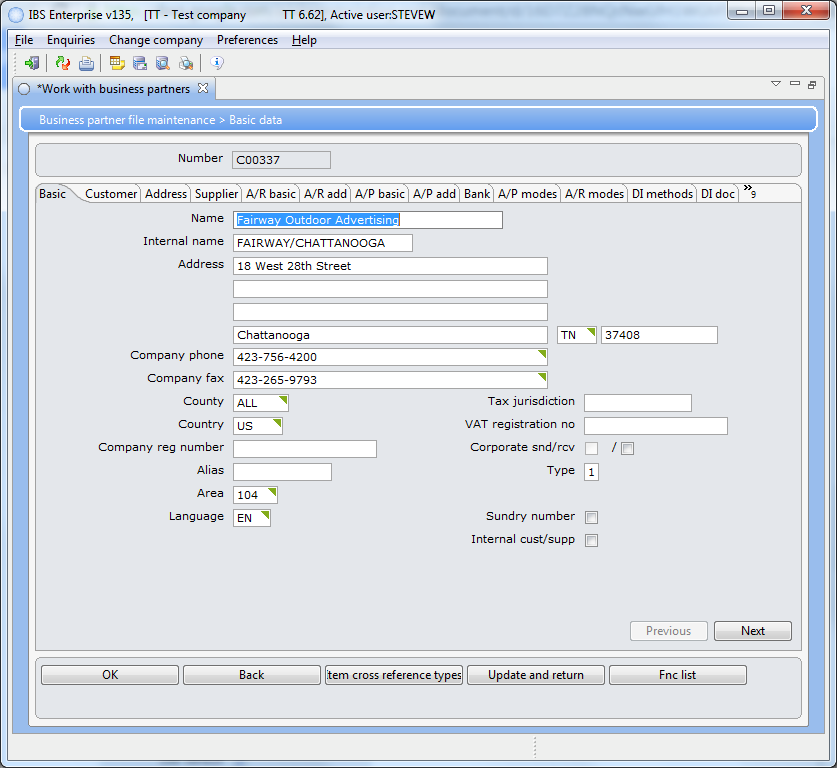 IBS Enterprise v135, [TT - Test company TT 6.62], Active user:STEVEW
File Enquiries Change company Preferences Help
*Work with business partners
Business partner file maintenance > Basic data
Number C00337
Basic Customer Address Supplier A/R basic A/R add A/P basic A/P add Bank A/P modes A/R modes DI methods DI doc »9
Name Fairway Outdoor Advertising
Internal name FAIRWAY/CHATTANOOGA
Address 18 West 28th Street
Chattanooga TN 37408
Company phone 423-756-4200
Company fax 423-265-9793
County ALL Tax jurisdiction
Country US VAT registration no
Company reg number Corporate snd/rcv /
Alias Type 1
Area 104
Language EN Sundry number
Internal cust/supp
Previous Next
OK Back Item cross reference types Update and return Fnc list